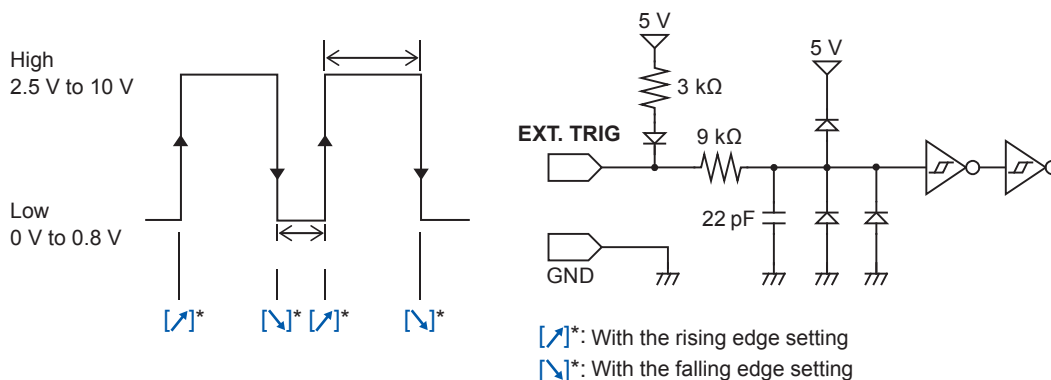 High
2.5 V to 10 V
Low
0 V to 0.8 V
[↗]* [↘]* [↗]* [↘]*
5 V
3 kΩ
5 V
EXT. TRIG
9 kΩ
22 pF
GND
[↗]*: With the rising edge setting
[↘]*: With the falling edge setting